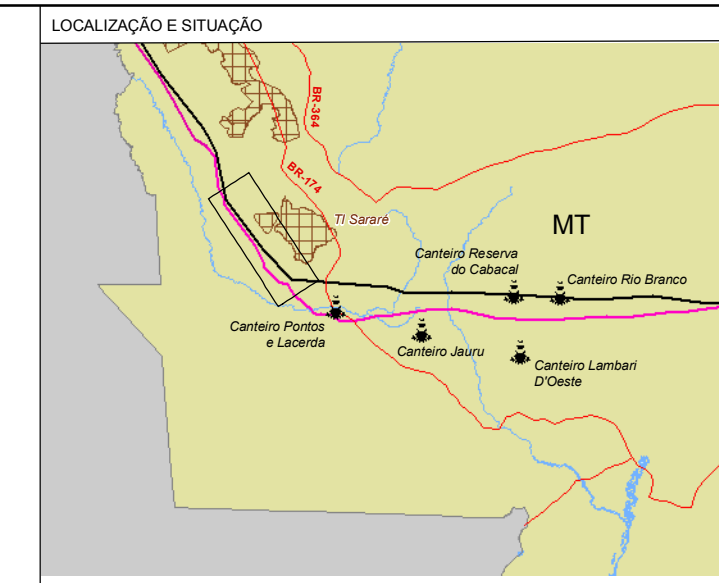 LOCALIZAÇÃO E SITUAÇÃO
BR-364
BR-174
TI Sararé
MT
Canteiro Reserva
do Cabacal
Canteiro Rio Branco
Canteiro Pontos
e Lacerda
Canteiro Jauru
Canteiro Lambari
D'Oeste